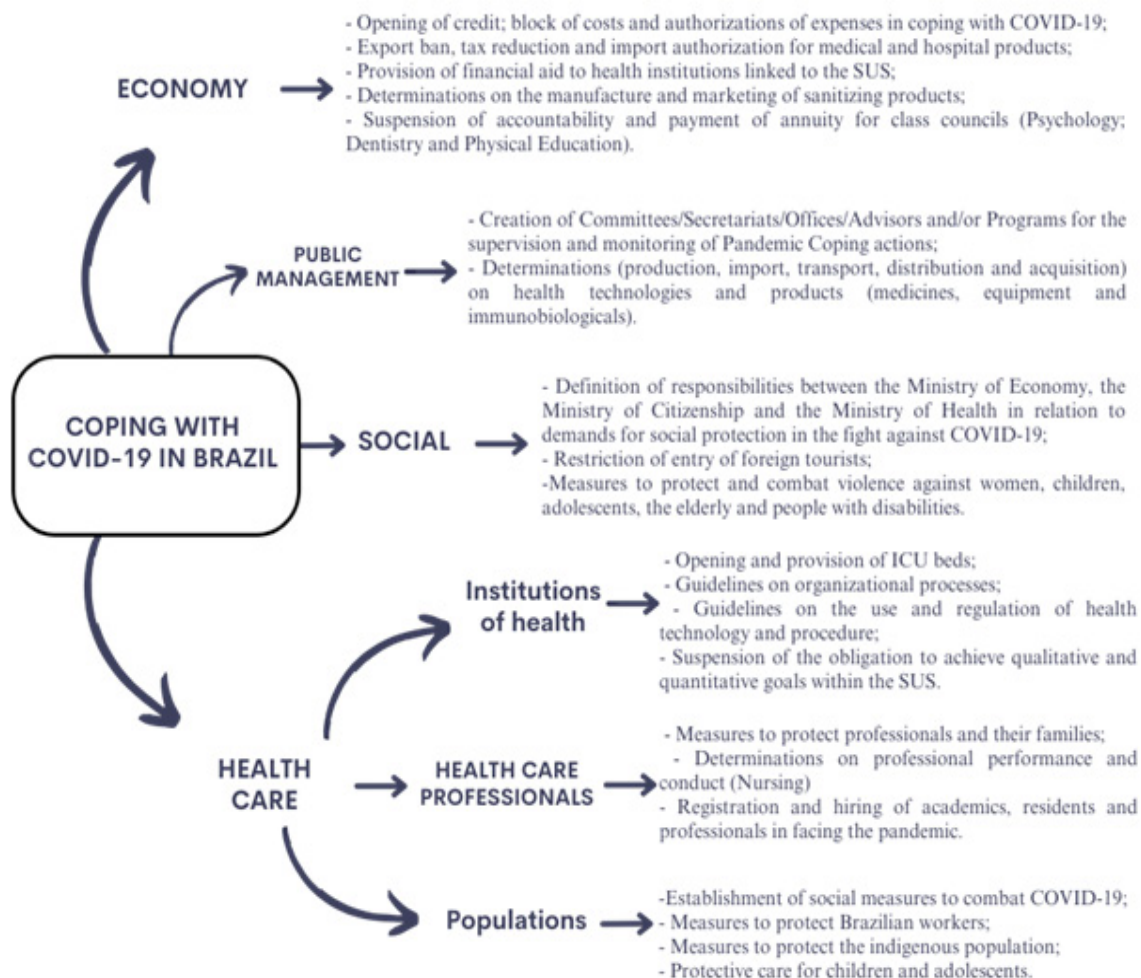 - Opening of credit; block of costs and authorizations of expenses in coping with COVID-19;
- Export ban, tax reduction and import authorization for medical and hospital products;
- Provision of financial aid to health institutions linked to the SUS;
- Determinations on the manufacture and marketing of sanitizing products;
- Suspension of accountability and payment of annuity for class councils (Psychology;
Dentistry and Physical Education).
ECONOMY
- Creation of Committees/Secretariats/Offices/Advisors and/or Programs for the
supervision and monitoring of Pandemic Coping actions;
- Determinations (production, import, transport, distribution and acquisition)
on health technologies and products (medicines, equipment and
immunobiologicals).
PUBLIC
MANAGEMENT
COPING WITH
COVID-19 IN BRAZIL
SOCIAL
- Definition of responsibilities between the Ministry of Economy, the
Ministry of Citizenship and the Ministry of Health in relation to
demands for social protection in the fight against COVID-19;
- Restriction of entry of foreign tourists;
-Measures to protect and combat violence against women, children,
adolescents, the elderly and people with disabilities.
HEALTH
CARE
Institutions
of health
- Opening and provision of ICU beds;
- Guidelines on organizational processes;
- Guidelines on the use and regulation of health
technology and procedure;
- Suspension of the obligation to achieve qualitative and
quantitative goals within the SUS.
HEALTH CARE
PROFESSIONALS
- Measures to protect professionals and their families;
- Determinations on professional performance and
conduct (Nursing)
- Registration and hiring of academics, residents and
professionals in facing the pandemic.
Populations
-Establishment of social measures to combat COVID-19;
- Measures to protect Brazilian workers;
- Measures to protect the indigenous population;
- Protective care for children and adolescents.